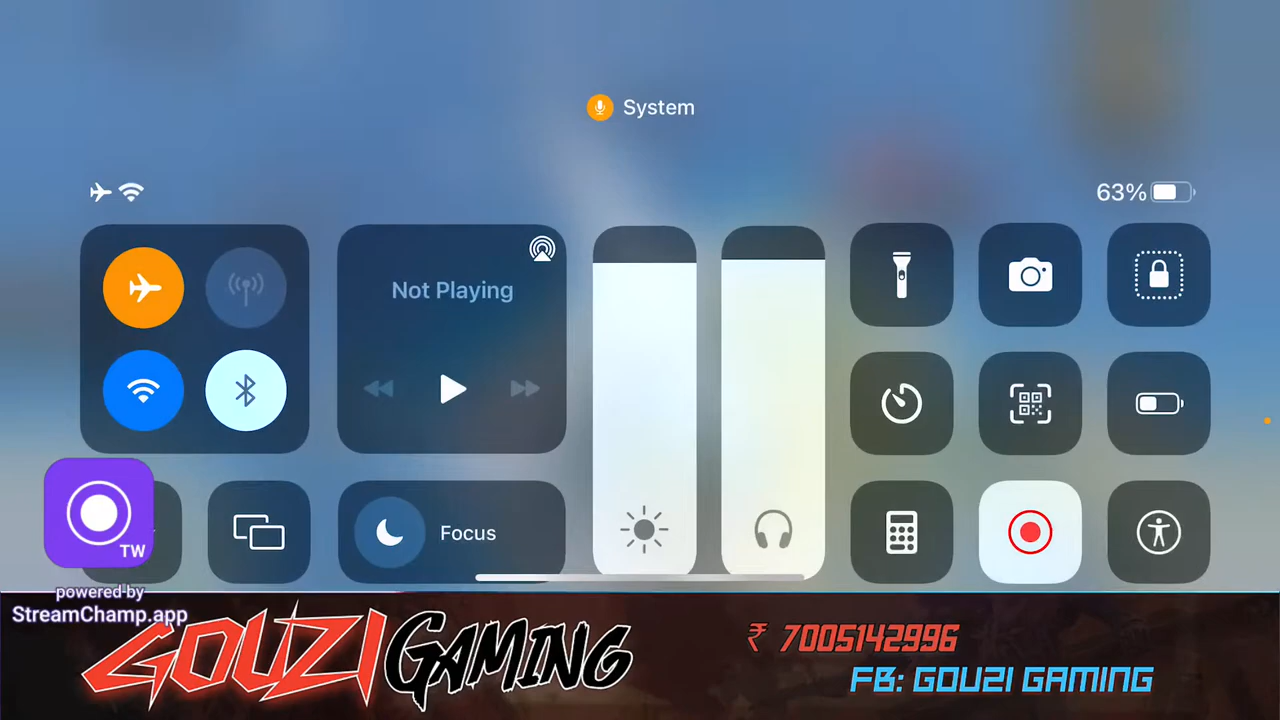 System
63%
Not Playing
Focus
TW
powered by
StreamChamp.app
GOUZI GAMING
₹ 7005142996
FB: GOUZI GAMING